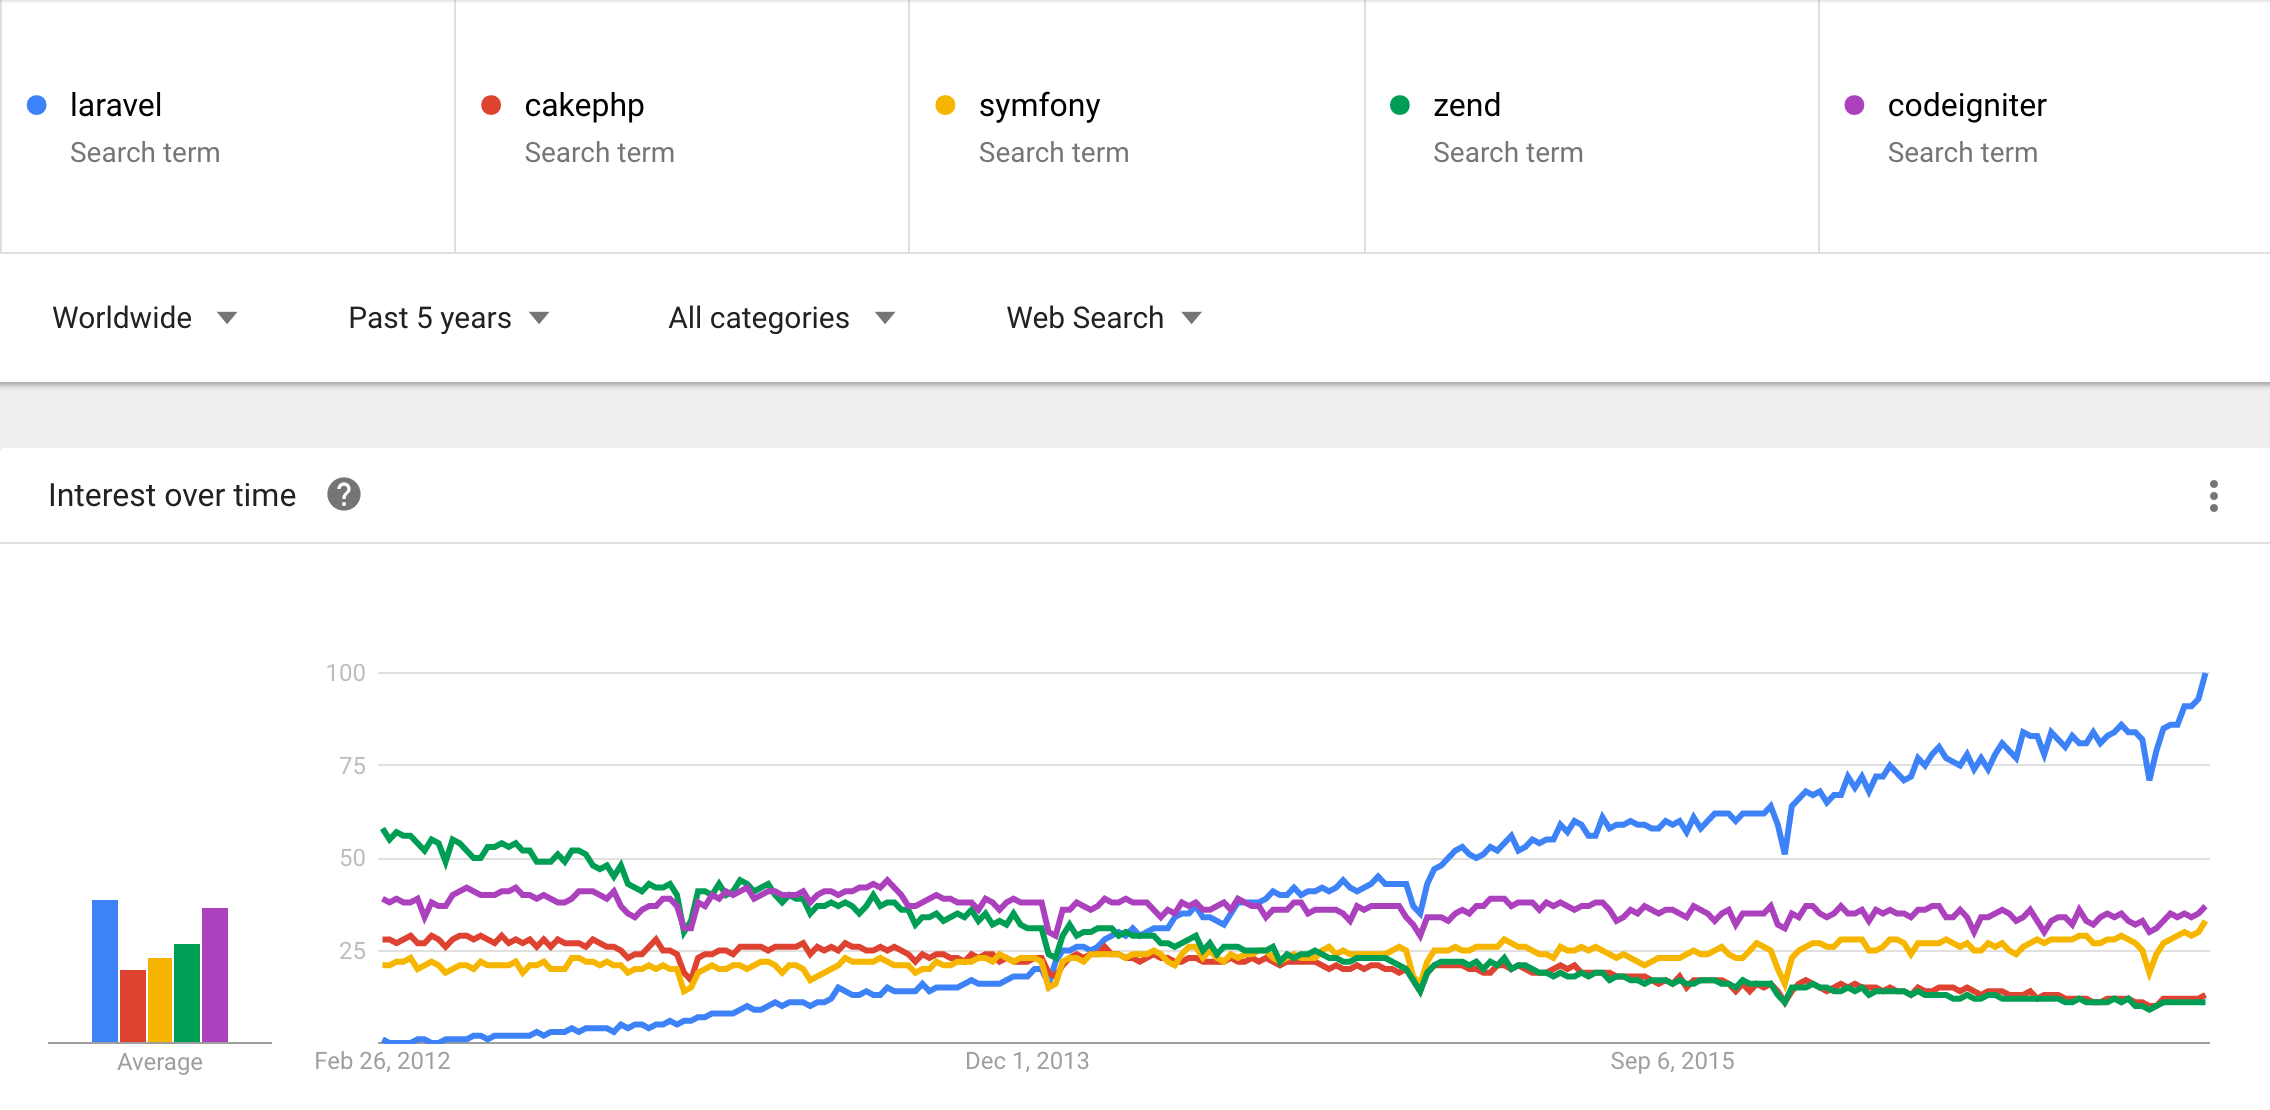 laravel
Search term
cakephp
Search term
symfony
Search term
zend
Search term
codeigniter
Search term
Worldwide
Past 5 years
All categories
Web Search
Interest over time
?
100
75
50
25
Average
Feb 26, 2012
Dec 1, 2013
Sep 6, 2015